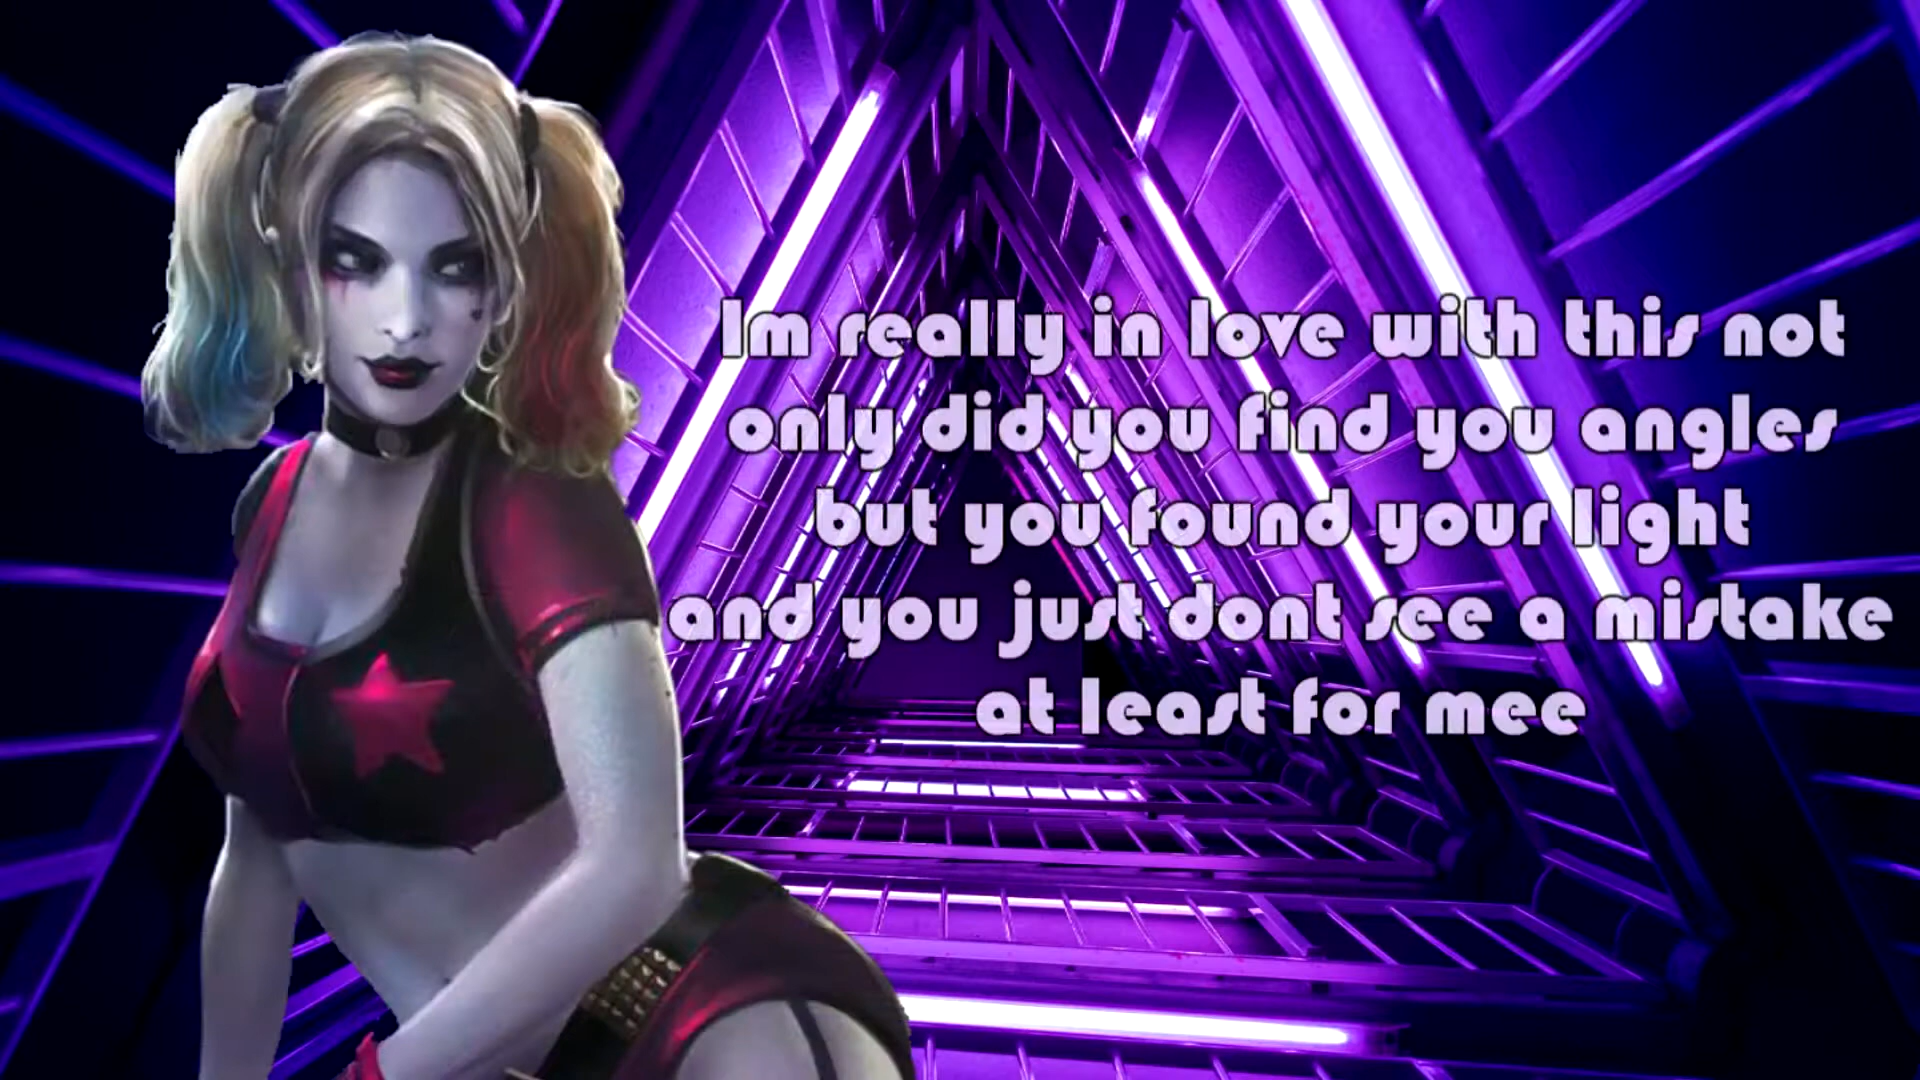 Im really in love with this not
only did you find you angles
but you found your light
and you just dont see a mistake
at least for mee